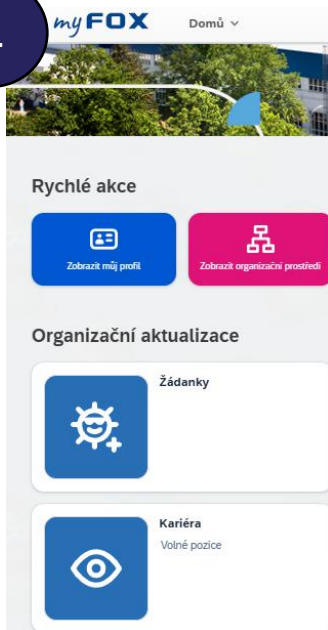 myFOX Domů
Rychlé akce
Zobrazit můj profil
Zobrazit organizační prostředí
Organizační aktualizace
Žádanky
Kariéra
Volné pozice